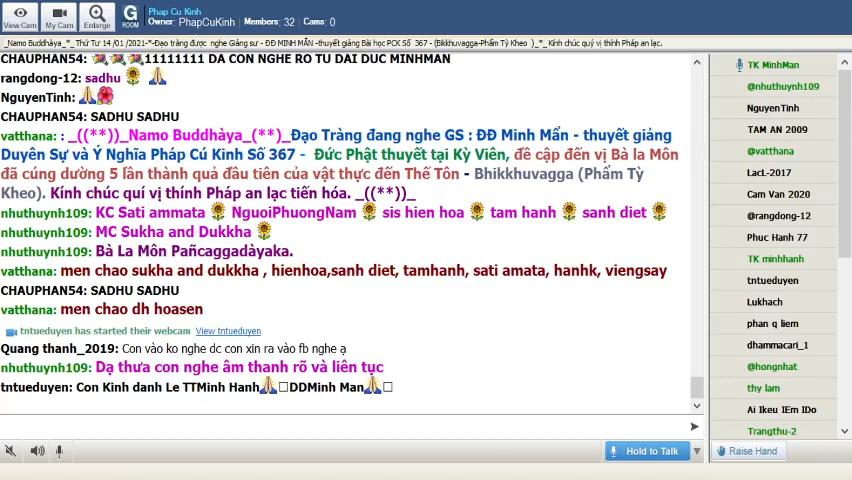 Phap Cu Kinh
Owner: PhapCuKinh | Members: 32 | Cams: 0
View Cam
My Cam
Enlarge
G
ROOM
_Namo Buddhàya_*_ Thứ Tư 14 /01 /2021-*-Đạo tràng được nghe Giảng sư - ĐĐ MINH MẪN -thuyết giảng Bài học PCK Số 367 - (Bikkhuvagga-Phẩm Tỳ Kheo )_*_Kính chúc quý vị thính Pháp an lạc.
CHAUPHAN54: 11111111 DA CON NGHE RO TU DAI DUC MINHMAN
rangdong-12: sadhu
NguyenTinh:
CHAUPHAN54: SADHU SADHU
vatthana: : _((**))_Namo Buddhàya_(**)_Đạo Tràng đang nghe GS : ĐĐ Minh Mẩn - thuyết giảng
Duyên Sự và Ý Nghĩa Pháp Cú Kinh Số 367 - Đức Phật thuyết tại Kỳ Viên, đề cập đến vị Bà la Môn
đã cúng dường 5 lần thành quả đầu tiên của vật thực đến Thế Tôn - Bhikkhuvagga (Phẩm Tỳ
Kheo). Kính chúc quí vị thính Pháp an lạc tiến hóa. _((**))_
nhuthuynh109: KC Sati ammata NguoiPhuongNam sis hien hoa tam hanh sanh diet
nhuthuynh109: MC Sukha and Dukkha
nhuthuynh109: Bà La Môn Pañcaggadàyaka.
vatthana: men chao sukha and dukkha , hienhoa,sanh diet, tamhanh, sati amata, hanhk, viengsay
CHAUPHAN54: SADHU SADHU
vatthana: men chao dh hoasen
tntueduyen has started their webcam View tntueduyen
Quang thanh_2019: Con vào ko nghe dc con xin ra vào fb nghe ạ
nhuthuynh109: Dạ thưa con nghe âm thanh rõ và liên tục
tntueduyen: Con Kinh danh Le TTMinh Hanh DDMinh Man
Hold to Talk
TK MinhMan
@nhuthuynh109
NguyenTinh
TAM AN 2009
@vatthana
LacL-2017
Cam Van 2020
@rangdong-12
Phuc Hanh 77
TK minhhanh
tntueduyen
Lukhach
phan q liem
dhammacari_1
@hongnhat
thy lam
Ai Ikeu IEm IDo
Trangthu-2
Raise Hand